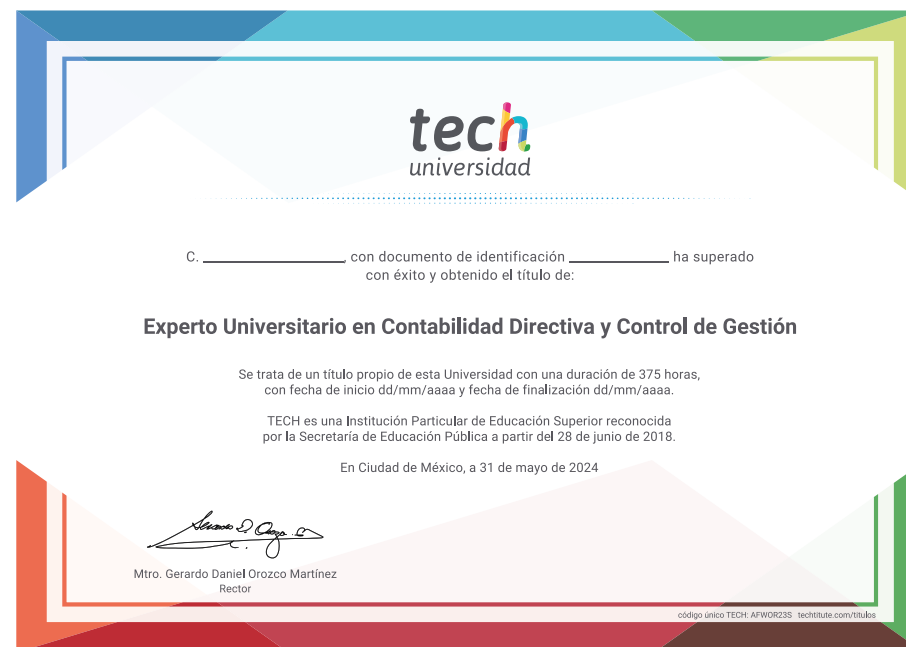 tech
universidad
C. ____________, con documento de identificación ____________ ha superado
con éxito y obtenido el título de:
Experto Universitario en Contabilidad Directiva y Control de Gestión
Se trata de un título propio de esta Universidad con una duración de 375 horas,
con fecha de inicio dd/mm/aaaa y fecha de finalización dd/mm/aaaa.
TECH es una Institución Particular de Educación Superior reconocida
por la Secretaría de Educación Pública a partir del 28 de junio de 2018.
En Ciudad de México, a 31 de mayo de 2024
Mtro. Gerardo Daniel Orozco Martínez
Rector
código único TECH: AFWOR23S techtitute.com/titulos